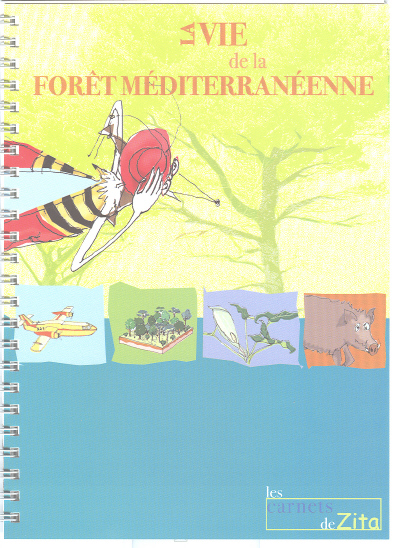 LA VIE
de la
FORÊT MÉDITERRANÉENNE
les
carnets
de Zita